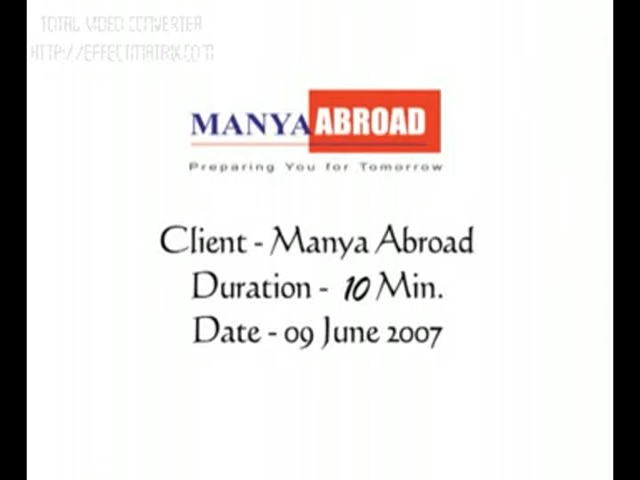 TOTAL VIDEO CONVERTER
HTTP://EFFECTMATRIX.COM
MANYA ABROAD
Preparing You for Tomorrow
Client - Manya Abroad
Duration - 10 Min.
Date - 09 June 2007